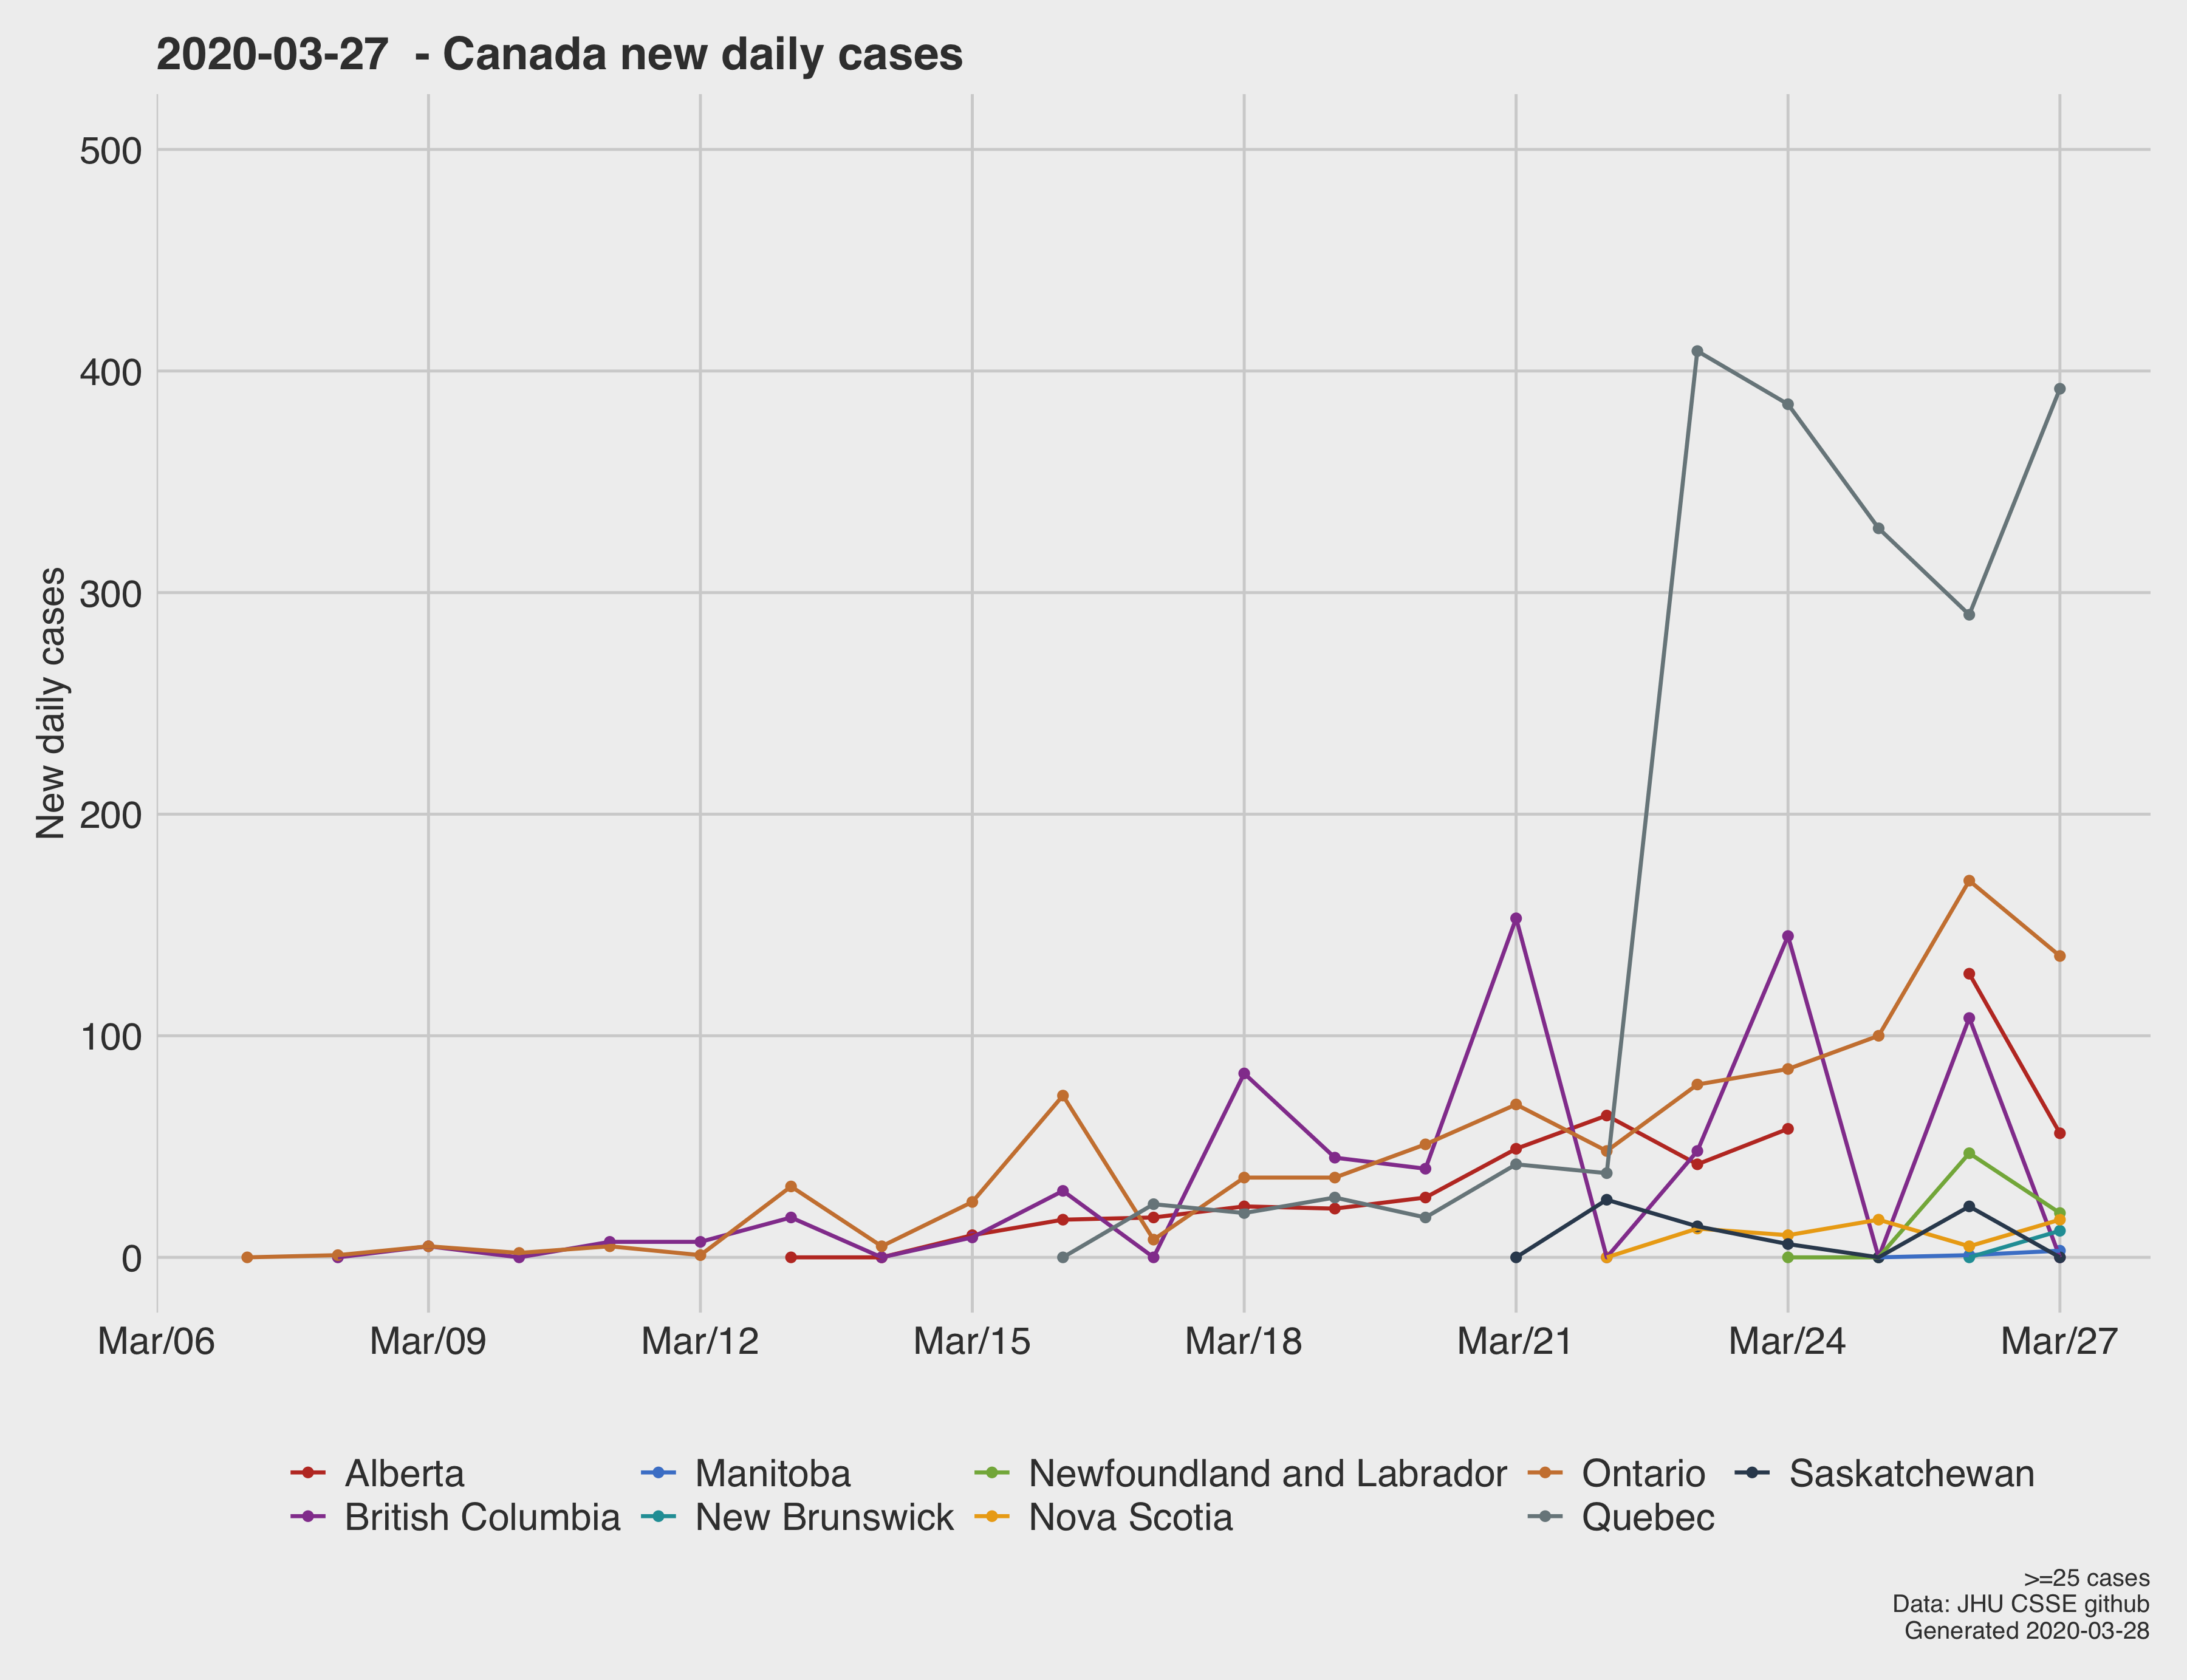 2020-03-27  - Canada new daily cases
500
400
300
200
100
0
New daily cases
Mar/06 Mar/09 Mar/12 Mar/15 Mar/18 Mar/21 Mar/24 Mar/27
Alberta Manitoba Newfoundland and Labrador Ontario Saskatchewan
British Columbia New Brunswick Nova Scotia Quebec
>=25 cases
Data: JHU CSSE github
Generated 2020-03-28